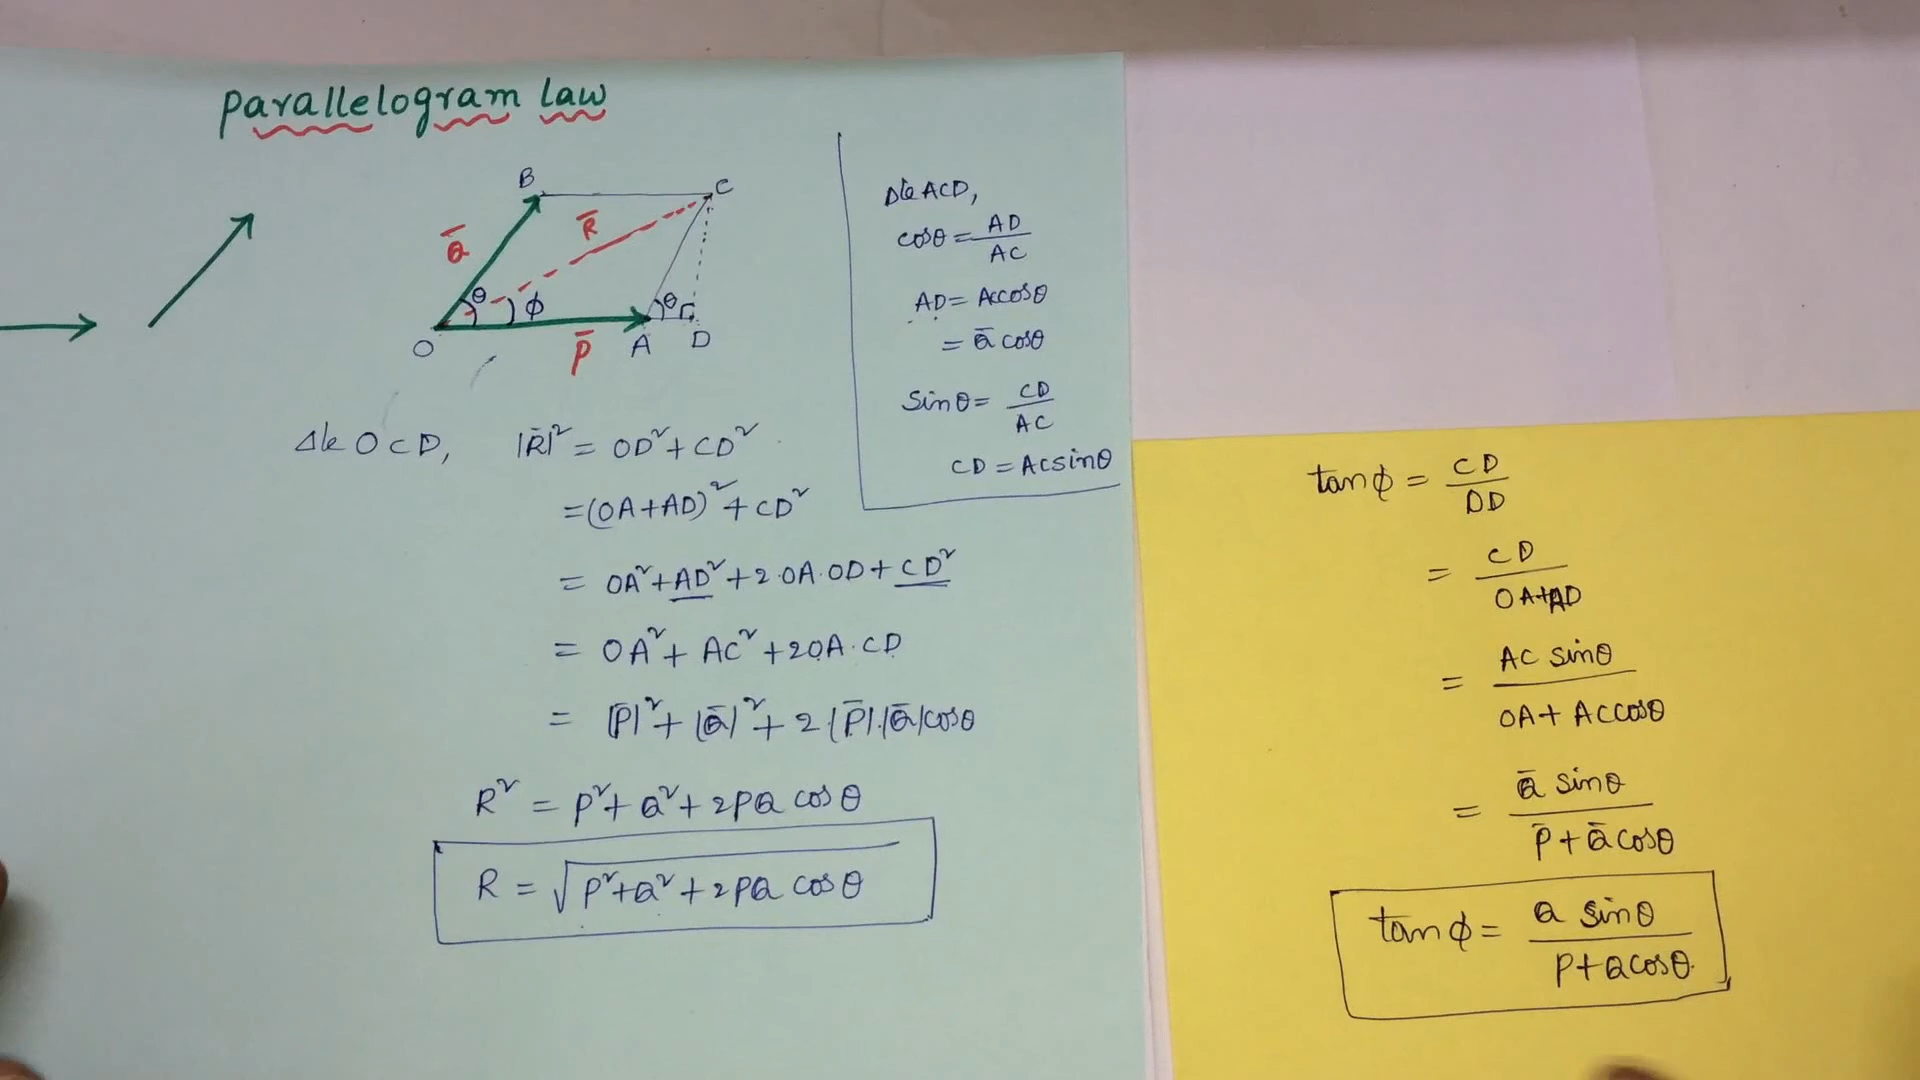 Parallelogram law
B
C
Q̄
R̄
θ
ϕ
θ
O
P̄
A
D
Δle OCD, |R̄|² = OD² + CD²
= (OA+AD)² + CD²
= OA² + AD² + 2·OA·OD + CD²
= OA² + AC² + 2OA·CD
= |P̄|² + |Q̄|² + 2|P̄|·|Q̄|cosθ
R² = P² + Q² + 2PQ cosθ
R = √P²+Q²+2PQ cosθ
Δle ACD,
cosθ = AD
AC
AD = ACcosθ
= Q̄ cosθ
Sinθ = CD
AC
CD = ACsinθ
tanϕ = CD
OD
= CD
OA+AD
= AC sinθ
OA + ACcosθ
= Q̄ sinθ
P̄ + Q̄cosθ
tanϕ = Q sinθ
P+Qcosθ